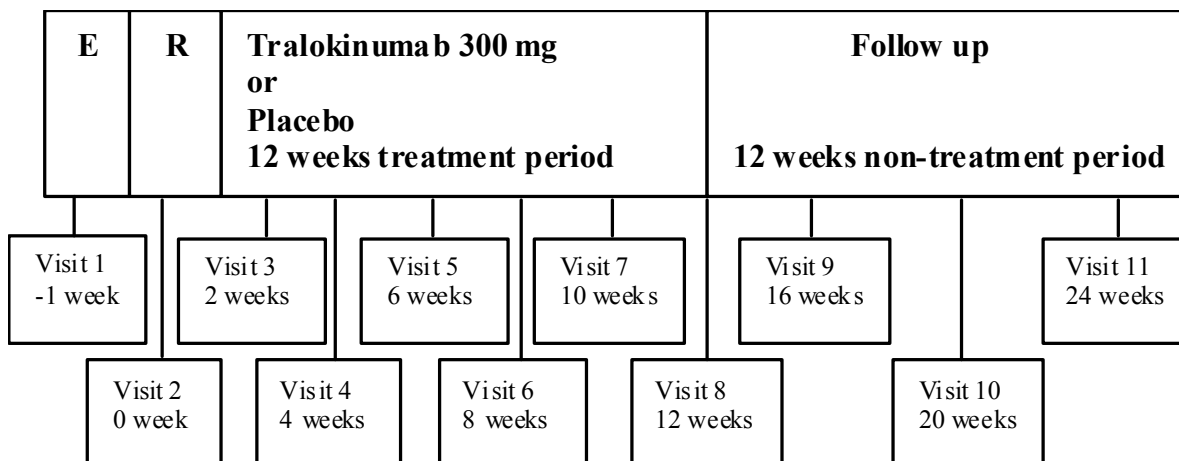 E
R
Tralokinumab 300 mg
or
Placebo
12 weeks treatment period
Follow up
12 weeks non-treatment period
Visit 1
-1 week
Visit 3
2 weeks
Visit 5
6 weeks
Visit 7
10 weeks
Visit 9
16 weeks
Visit 11
24 weeks
Visit 2
0 week
Visit 4
4 weeks
Visit 6
8 weeks
Visit 8
12 weeks
Visit 10
20 weeks